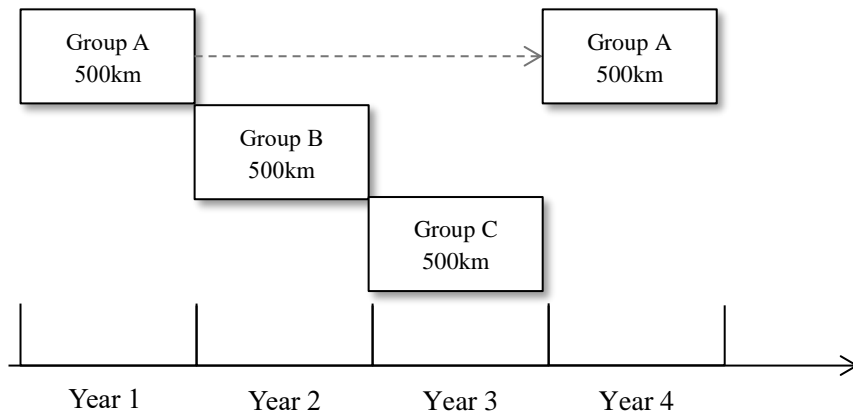 Group A
500km
Group A
500km
Group B
500km
Group C
500km
Year 1
Year 2
Year 3
Year 4